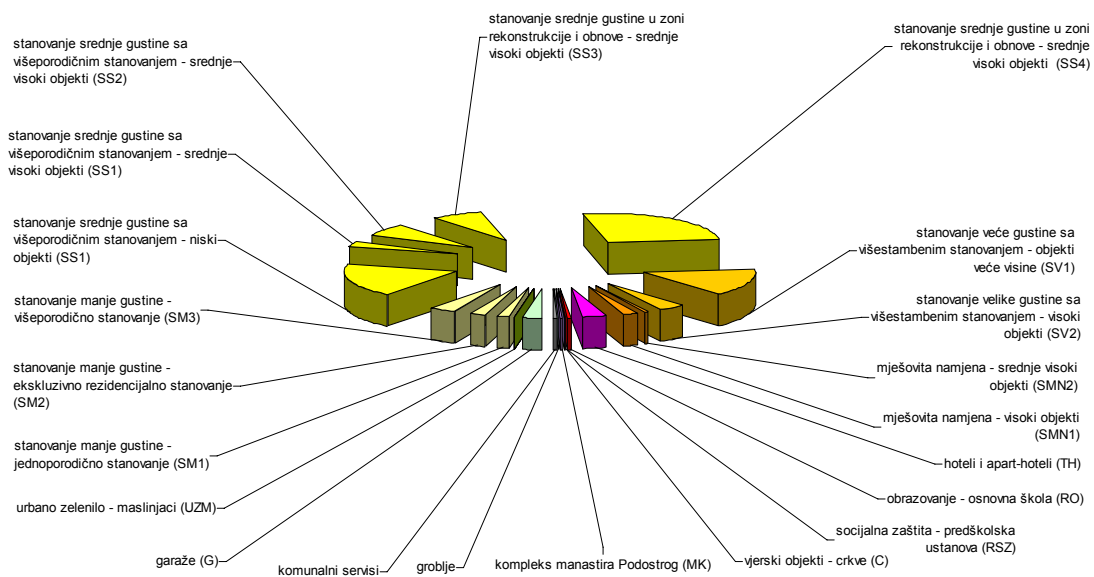 stanovanje srednje gustine u zoni
rekonstrukcije i obnove - srednje
visoki objekti (SS3)
stanovanje srednje gustine u zoni
rekonstrukcije i obnove - srednje
visoki objekti  (SS4)
stanovanje srednje gustine sa
višeporodičnim stanovanjem - srednje
visoki objekti (SS2)
stanovanje srednje gustine sa
višeporodičnim stanovanjem - srednje
visoki objekti (SS1)
stanovanje srednje gustine sa
višeporodičnim stanovanjem - niski
objekti (SS1)
stanovanje manje gustine -
višeporodično stanovanje (SM3)
stanovanje manje gustine -
ekskluzivno rezidencijalno stanovanje
(SM2)
stanovanje manje gustine -
jednoporodično stanovanje (SM1)
urbano zelenilo - maslinjaci (UZM)
garaže (G)
komunalni servisi
groblje
kompleks manastira Podostrog (MK)
vjerski objekti - crkve (C)
socijalna zaštita - predškolska
ustanova (RSZ)
obrazovanje - osnovna škola (RO)
hoteli i apart-hoteli (TH)
mješovita namjena - visoki objekti
(SMN1)
mješovita namjena - srednje visoki
objekti (SMN2)
stanovanje velike gustine sa
višestambenim stanovanjem - visoki
objekti (SV2)
stanovanje veće gustine sa
višestambenim stanovanjem - objekti
veće visine (SV1)